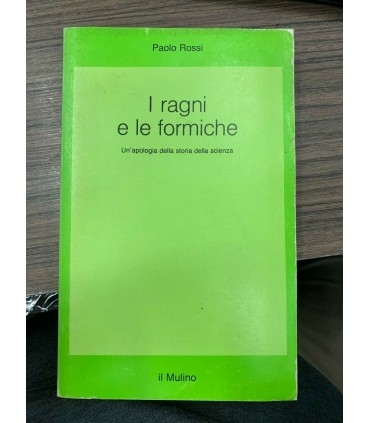 Paolo Rossi
I ragni
e le formiche
Un'apologia della storia della scienza
il Mulino